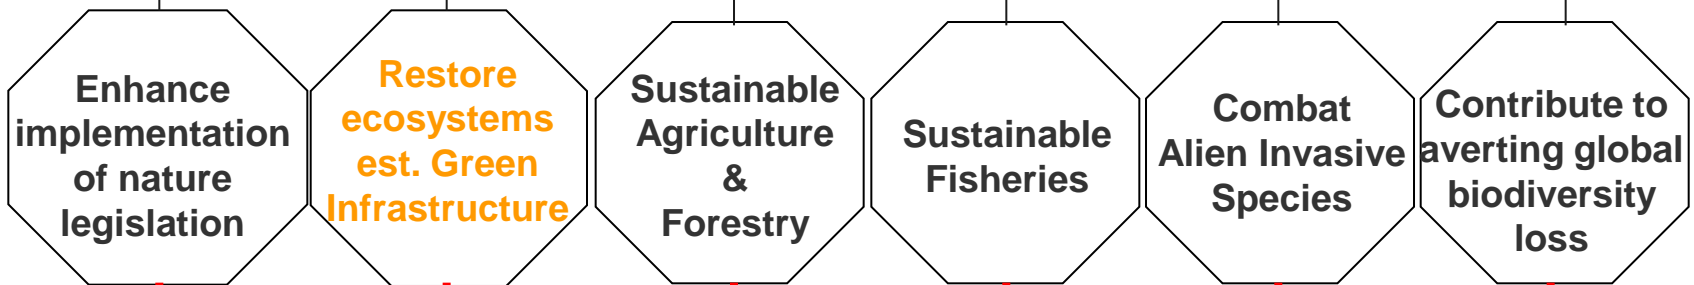 Enhance
implementation
of nature
legislation
Restore
ecosystems
est. Green
Infrastructure
Sustainable
Agriculture
&
Forestry
Sustainable
Fisheries
Combat
Alien Invasive
Species
Contribute to
averting global
biodiversity
loss